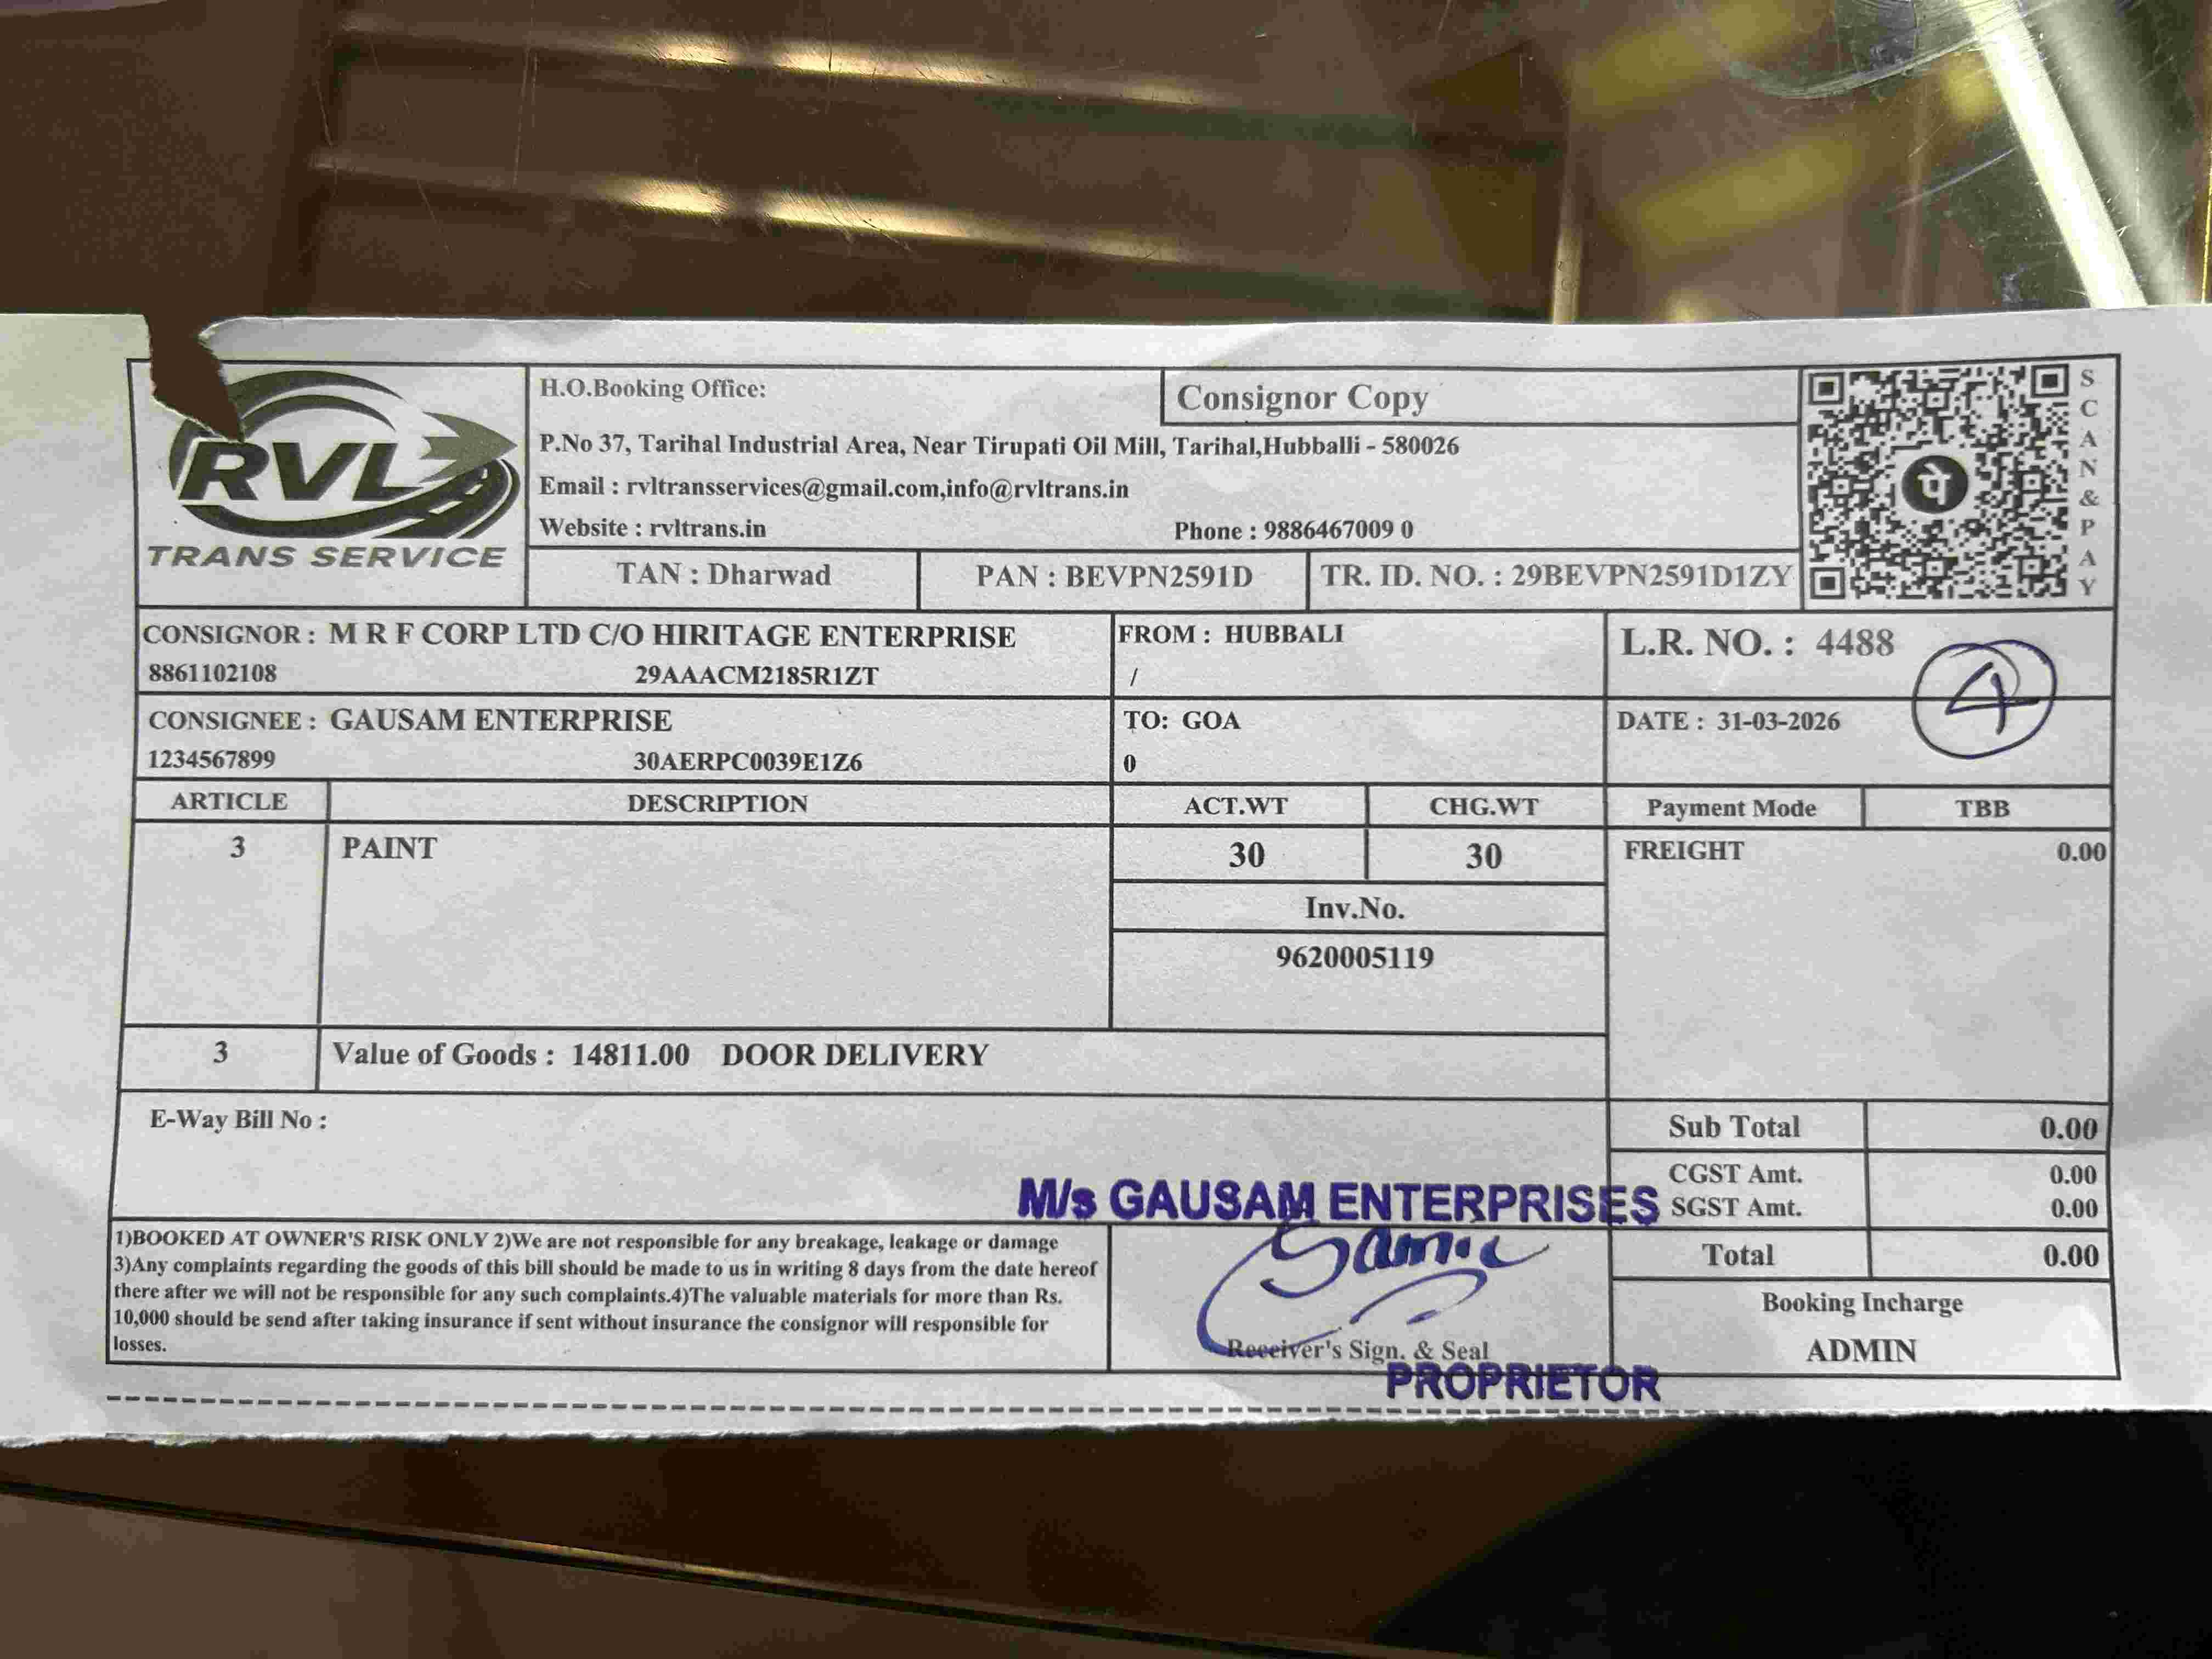 RVL
TRANS SERVICE
H.O.Booking Office:
Consignor Copy
P.No 37, Tarihal Industrial Area, Near Tirupati Oil Mill, Tarihal,Hubballi - 580026
Email : rvltransservices@gmail.com,info@rvltrans.in
Website : rvltrans.in Phone : 9886467009 0
TAN : Dharwad PAN : BEVPN2591D TR. ID. NO. : 29BEVPN2591D1ZY
पे
SCAN&PAY
CONSIGNOR : M R F CORP LTD C/O HIRITAGE ENTERPRISE
8861102108 29AAACM2185R1ZT
FROM : HUBBALI
/
L.R. NO. : 4488
4
CONSIGNEE : GAUSAM ENTERPRISE
1234567899 30AERPC0039E1Z6
TO: GOA
0
DATE : 31-03-2026
ARTICLE DESCRIPTION ACT.WT CHG.WT Payment Mode TBB
3 PAINT 30 30 FREIGHT 0.00
Inv.No.
9620005119
3 Value of Goods : 14811.00 DOOR DELIVERY
E-Way Bill No :
Sub Total 0.00
CGST Amt. 0.00
SGST Amt. 0.00
Total 0.00
M/s GAUSAM ENTERPRISES
1)BOOKED AT OWNER'S RISK ONLY 2)We are not responsible for any breakage, leakage or damage
3)Any complaints regarding the goods of this bill should be made to us in writing 8 days from the date hereof
there after we will not be responsible for any such complaints.4)The valuable materials for more than Rs.
10,000 should be send after taking insurance if sent without insurance the consignor will responsible for
losses.
Receiver's Sign. & Seal
PROPRIETOR
Booking Incharge
ADMIN